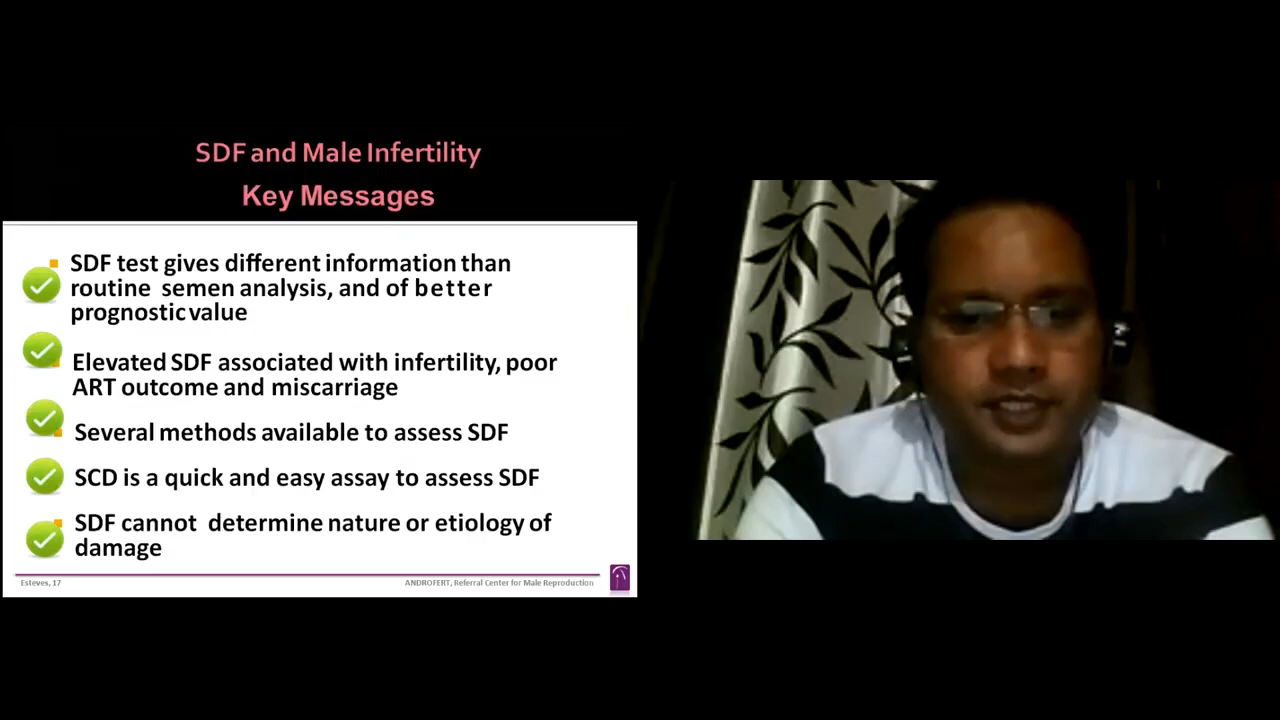 SDF and Male Infertility
Key Messages
SDF test gives different information than
routine semen analysis, and of better
prognostic value
Elevated SDF associated with infertility, poor
ART outcome and miscarriage
Several methods available to assess SDF
SCD is a quick and easy assay to assess SDF
SDF cannot determine nature or etiology of
damage
Esteves, 17
ANDROFERT, Referral Center for Male Reproduction